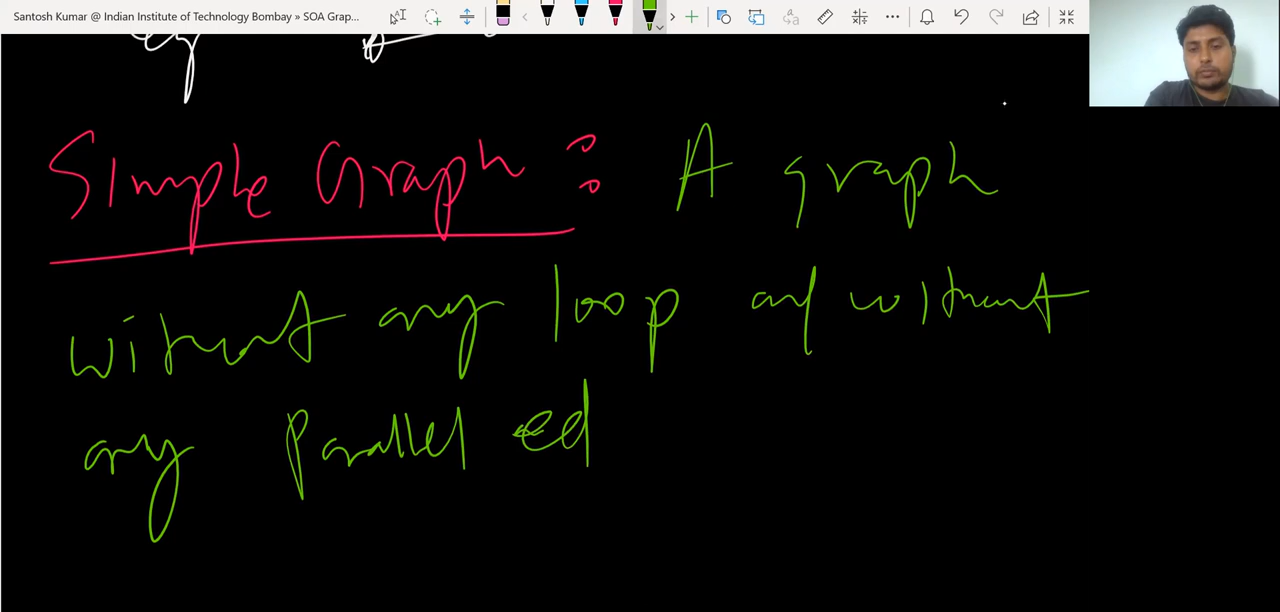 Santosh Kumar @ Indian Institute of Technology Bombay » SOA Grap...
Simple Graph : A graph
without any loop and without
any parallel ed